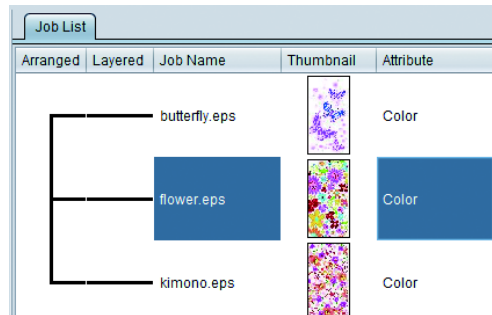 Job List
Arranged Layered Job Name Thumbnail Attribute
butterfly.eps Color
flower.eps Color
kimono.eps Color